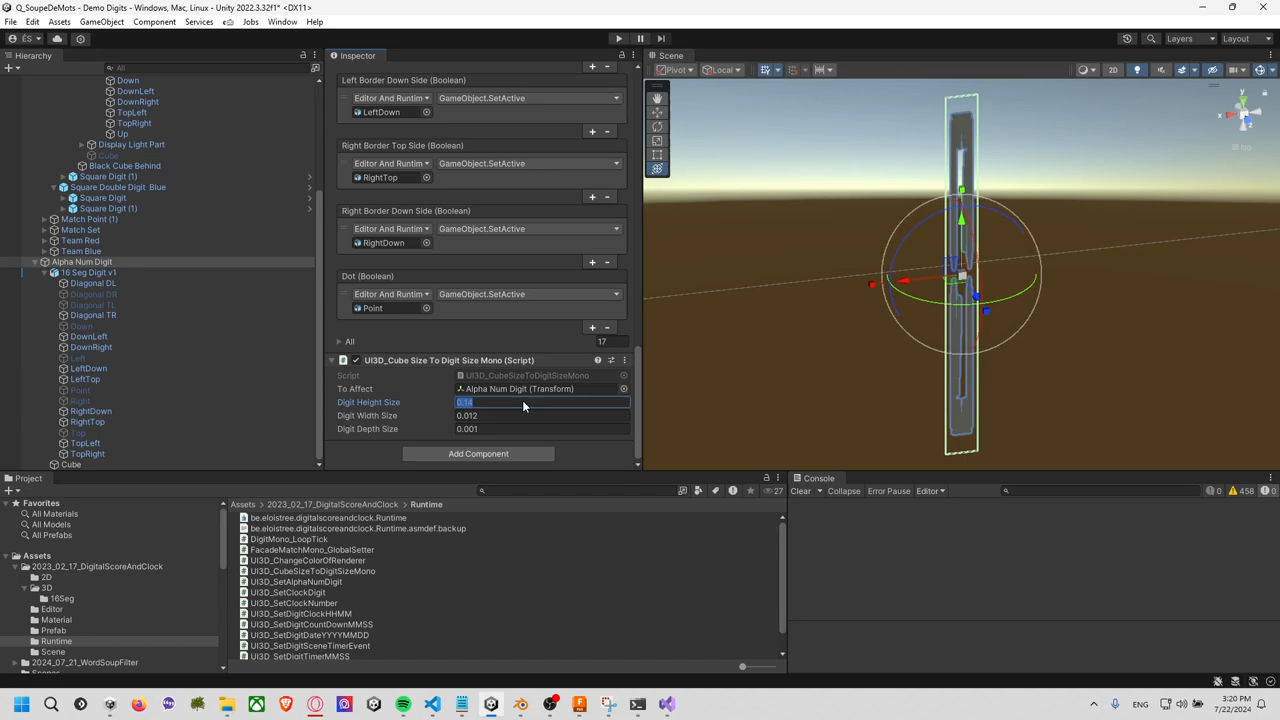 Q_SoupeDeMots - Demo Digits - Windows, Mac, Linux - Unity 2022.3.32f1* <DX11>
File Edit Assets GameObject Component Services Jobs Window Help
ÉS
Layers
Layout
Hierarchy
All
Down
DownLeft
DownRight
TopLeft
TopRight
Up
Display Light Part
Cube
Black Cube Behind
Square Digit (1)
Square Double Digit Blue
Square Digit
Square Digit (1)
Match Point (1)
Match Set
Team Red
Team Blue
Alpha Num Digit
16 Seg Digit v1
Diagonal DL
Diagonal DR
Diagonal TL
Diagonal TR
Down
DownLeft
DownRight
Left
LeftDown
LeftTop
Point
Right
RightDown
RightTop
Top
TopLeft
TopRight
Cube
Inspector
Left Border Down Side (Boolean)
Editor And Runtim GameObject.SetActive
LeftDown
Right Border Top Side (Boolean)
Editor And Runtim GameObject.SetActive
RightTop
Right Border Down Side (Boolean)
Editor And Runtim GameObject.SetActive
RightDown
Dot (Boolean)
Editor And Runtim GameObject.SetActive
Point
All 17
UI3D_Cube Size To Digit Size Mono (Script)
Script UI3D_CubeSizeToDigitSizeMono
To Affect Alpha Num Digit (Transform)
Digit Height Size 0.14
Digit Width Size 0.012
Digit Depth Size 0.001
Add Component
Scene
Pivot Local 2D
y
x
z
Iso
Project
27
Favorites
All Materials
All Models
All Prefabs
Assets
2023_02_17_DigitalScoreAndClock
2D
3D
16Seg
Editor
Material
Prefab
Runtime
Scene
2024_07_21_WordSoupFilter
Assets > 2023_02_17_DigitalScoreAndClock > Runtime
be.eloistree.digitalscoreandclock.Runtime
be.eloistree.digitalscoreandclock.Runtime.asmdef.backup
DigitMono_LoopTick
FacadeMatchMono_GlobalSetter
UI3D_ChangeColorOfRenderer
UI3D_CubeSizeToDigitSizeMono
UI3D_SetAlphaNumDigit
UI3D_SetClockDigit
UI3D_SetClockNumber
UI3D_SetDigitClockHHMM
UI3D_SetDigitCountDownMMSS
UI3D_SetDigitDateYYYYMMDD
UI3D_SetDigitSceneTimerEvent
UI3D_SetDigitTimerMMSS
Console
Clear Collapse Error Pause Editor 0 458 0
ENG
3:20 PM
7/22/2024